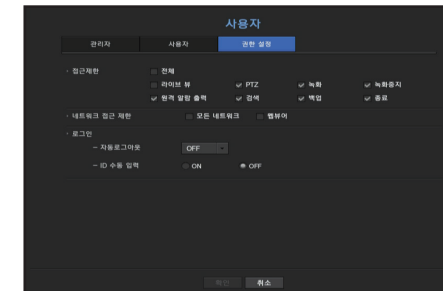 사용자
관리자 사용자 권한 설정
· 접근제한 전체
라이브 뷰 PTZ 녹화 녹화중지
원격 알람 출력 검색 백업 종료
· 네트워크 접근 제한 모든 네트워크 웹뷰어
· 로그인
– 자동로그아웃 OFF
– ID 수동 입력 ON OFF
확인 취소